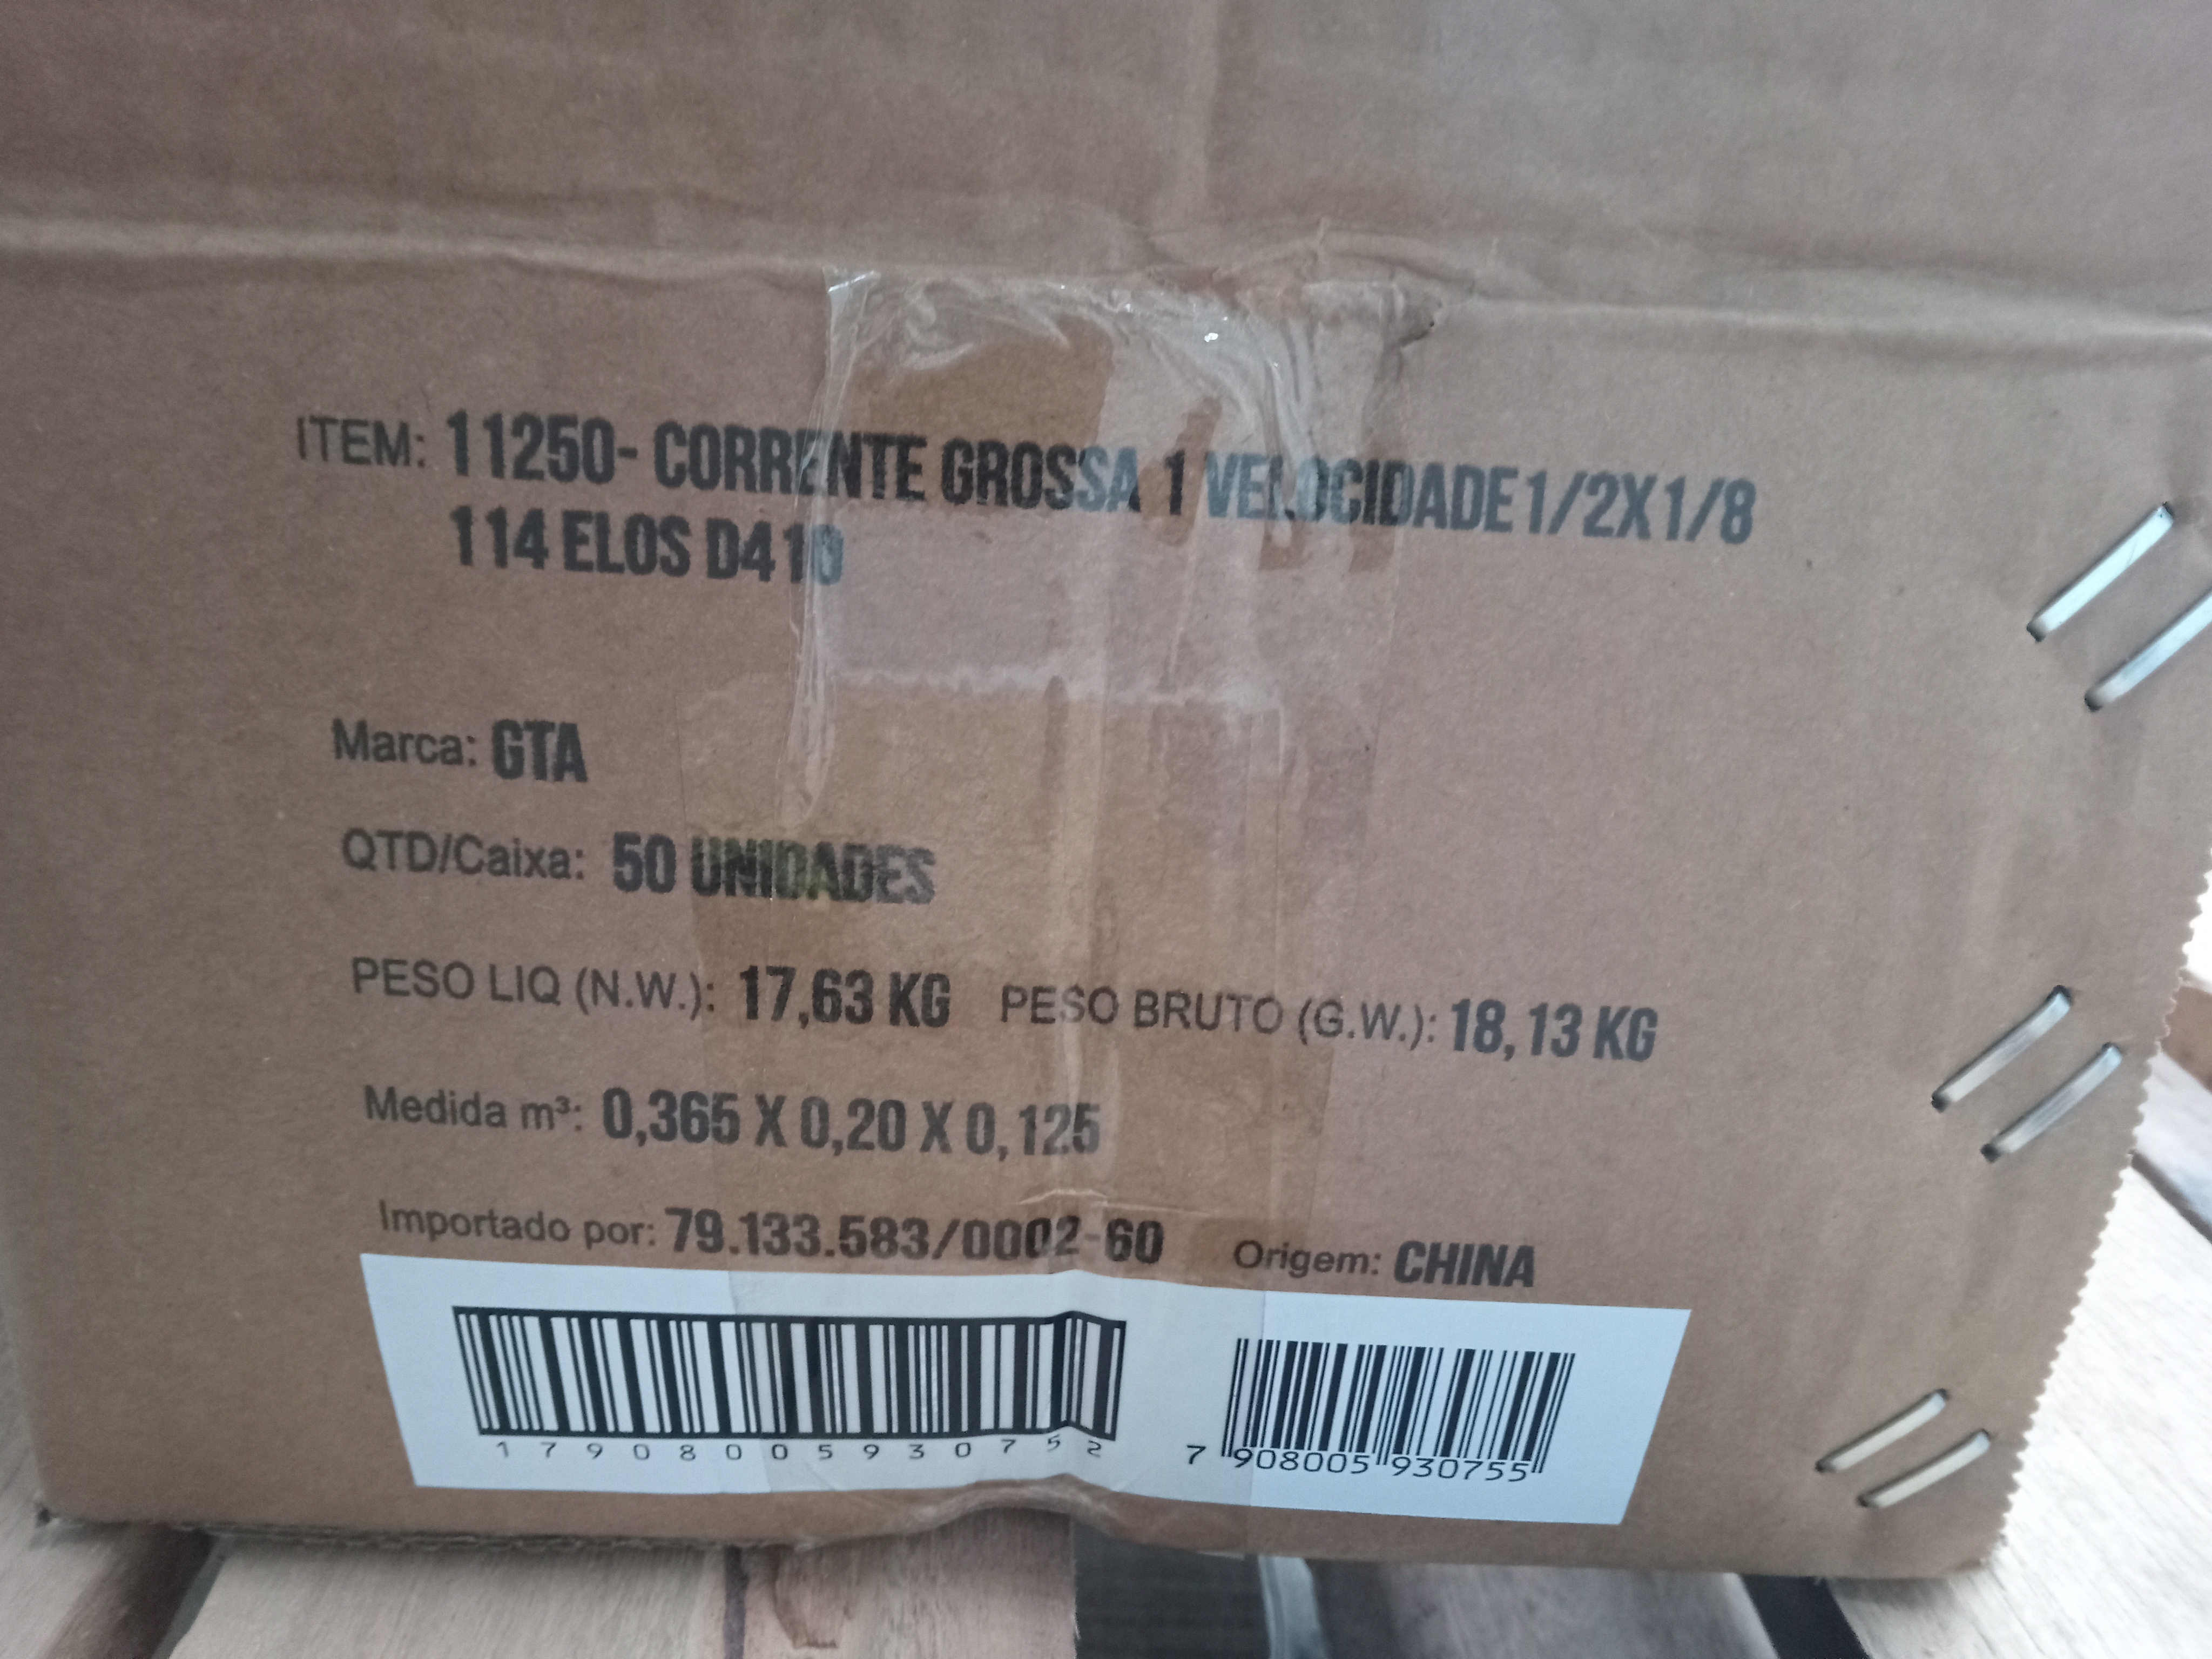 ITEM: 11250- CORRENTE GROSSA 1 VELOCIDADE 1/2X1/8
114 ELOS D410
Marca: GTA
QTD/Caixa: 50 UNIDADES
PESO LIQ (N.W.): 17,63 KG PESO BRUTO (G.W.): 18,13 KG
Medida m³: 0,365 X 0,20 X 0,125
Importado por: 79.133.583/0002-60 Origem: CHINA
17908005930752 7 908005 930755